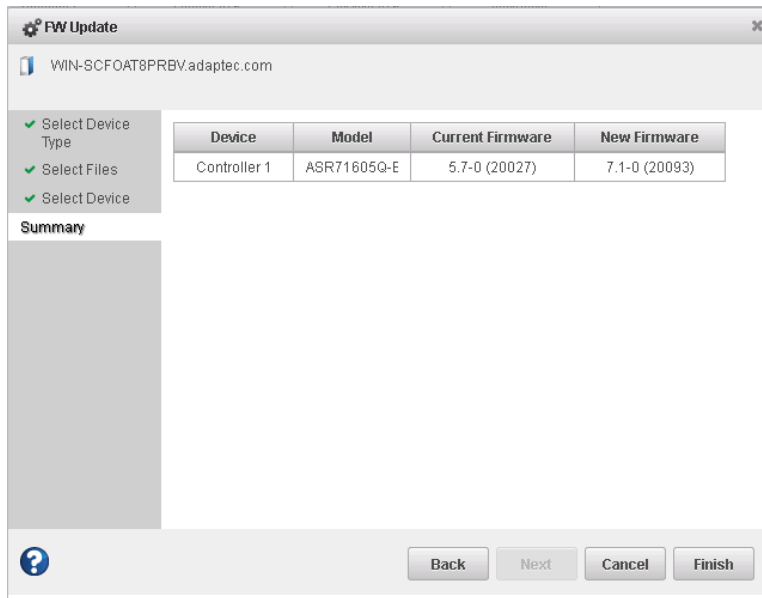 FW Update
WIN-SCFOAT8PRBV.adaptec.com
Select Device
Type
Select Files
Select Device
Summary
Device Model Current Firmware New Firmware
Controller 1 ASR71605Q-E 5.7-0 (20027) 7.1-0 (20093)
Back Next Cancel Finish